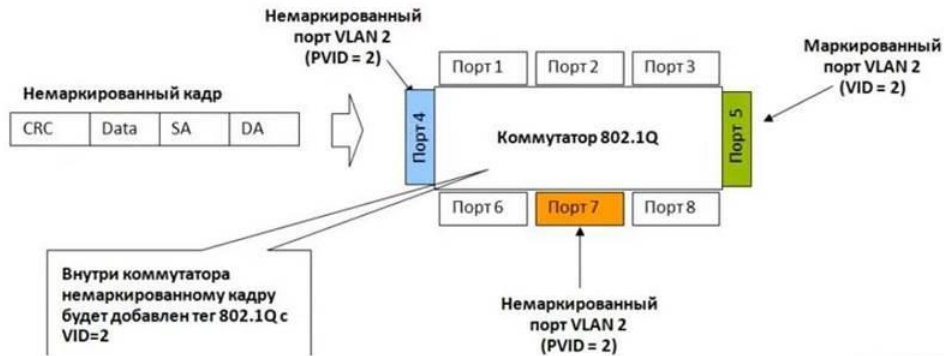 Немаркированный
порт VLAN 2
(PVID = 2)
Маркированный
порт VLAN 2
(VID = 2)
Порт 1
Порт 2
Порт 3
Немаркированный кадр
CRC
Data
SA
DA
Порт 4
Коммутатор 802.1Q
Порт 5
Порт 6
Порт 7
Порт 8
Внутри коммутатора
немаркированному кадру
будет добавлен тег 802.1Q с
VID=2
Немаркированный
порт VLAN 2
(PVID = 2)